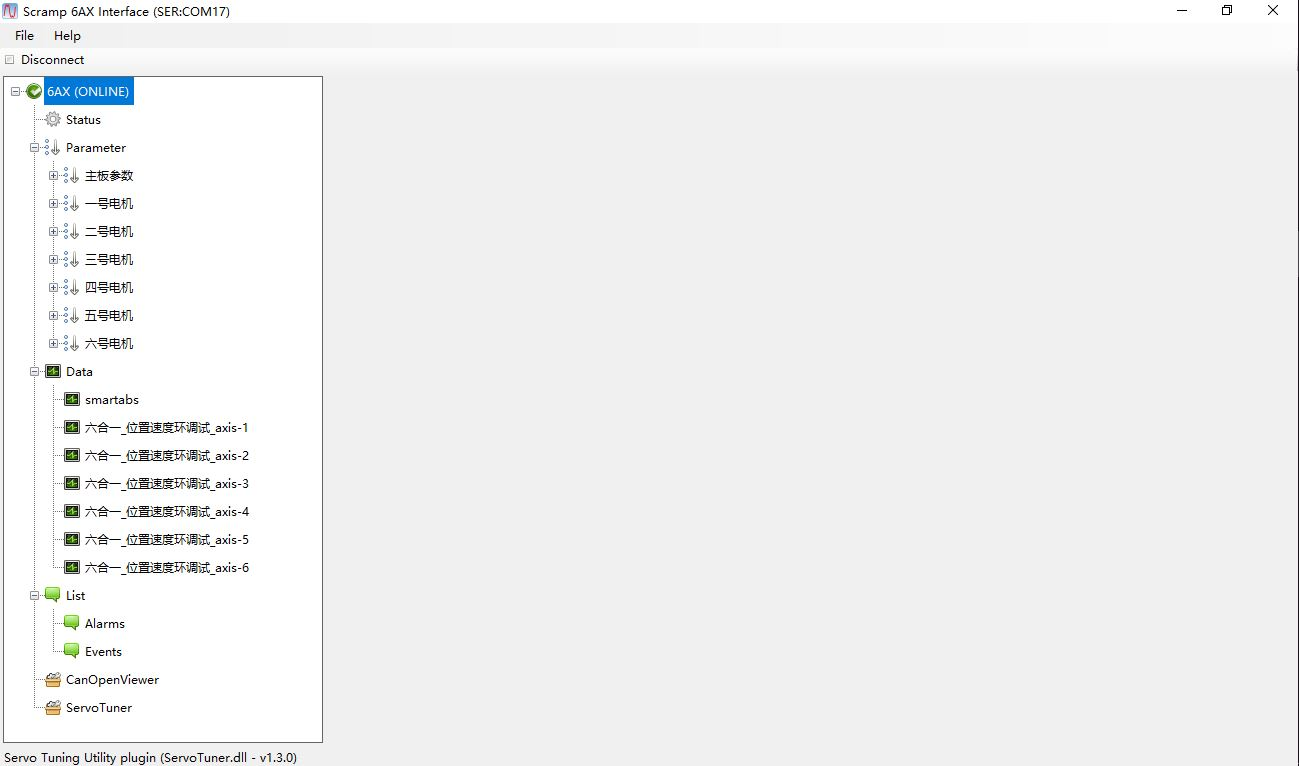 Scramp 6AX Interface (SER:COM17)
File Help
Disconnect
6AX (ONLINE)
Status
Parameter
主板参数
一号电机
二号电机
三号电机
四号电机
五号电机
六号电机
Data
smartabs
六合一_位置速度环调试_axis-1
六合一_位置速度环调试_axis-2
六合一_位置速度环调试_axis-3
六合一_位置速度环调试_axis-4
六合一_位置速度环调试_axis-5
六合一_位置速度环调试_axis-6
List
Alarms
Events
CanOpenViewer
ServoTuner
Servo Tuning Utility plugin (ServoTuner.dll - v1.3.0)